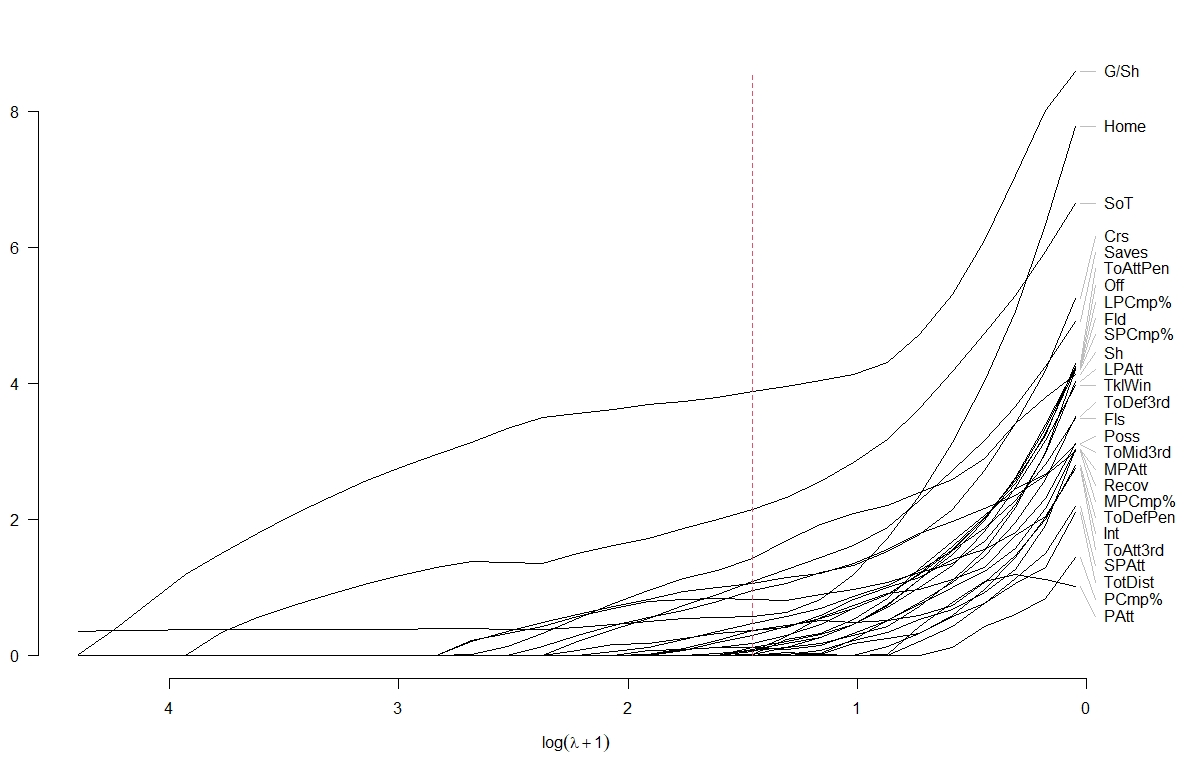 8
6
4
2
0
4
3
2
1
0
log(λ+1)
G/Sh
Home
SoT
Crs
Saves
ToAttPen
Off
LPCmp%
Fld
SPCmp%
Sh
LPAtt
TklWin
ToDef3rd
Fls
Poss
ToMid3rd
MPAtt
Recov
MPCmp%
ToDefPen
Int
ToAtt3rd
SPAtt
TotDist
PCmp%
PAtt